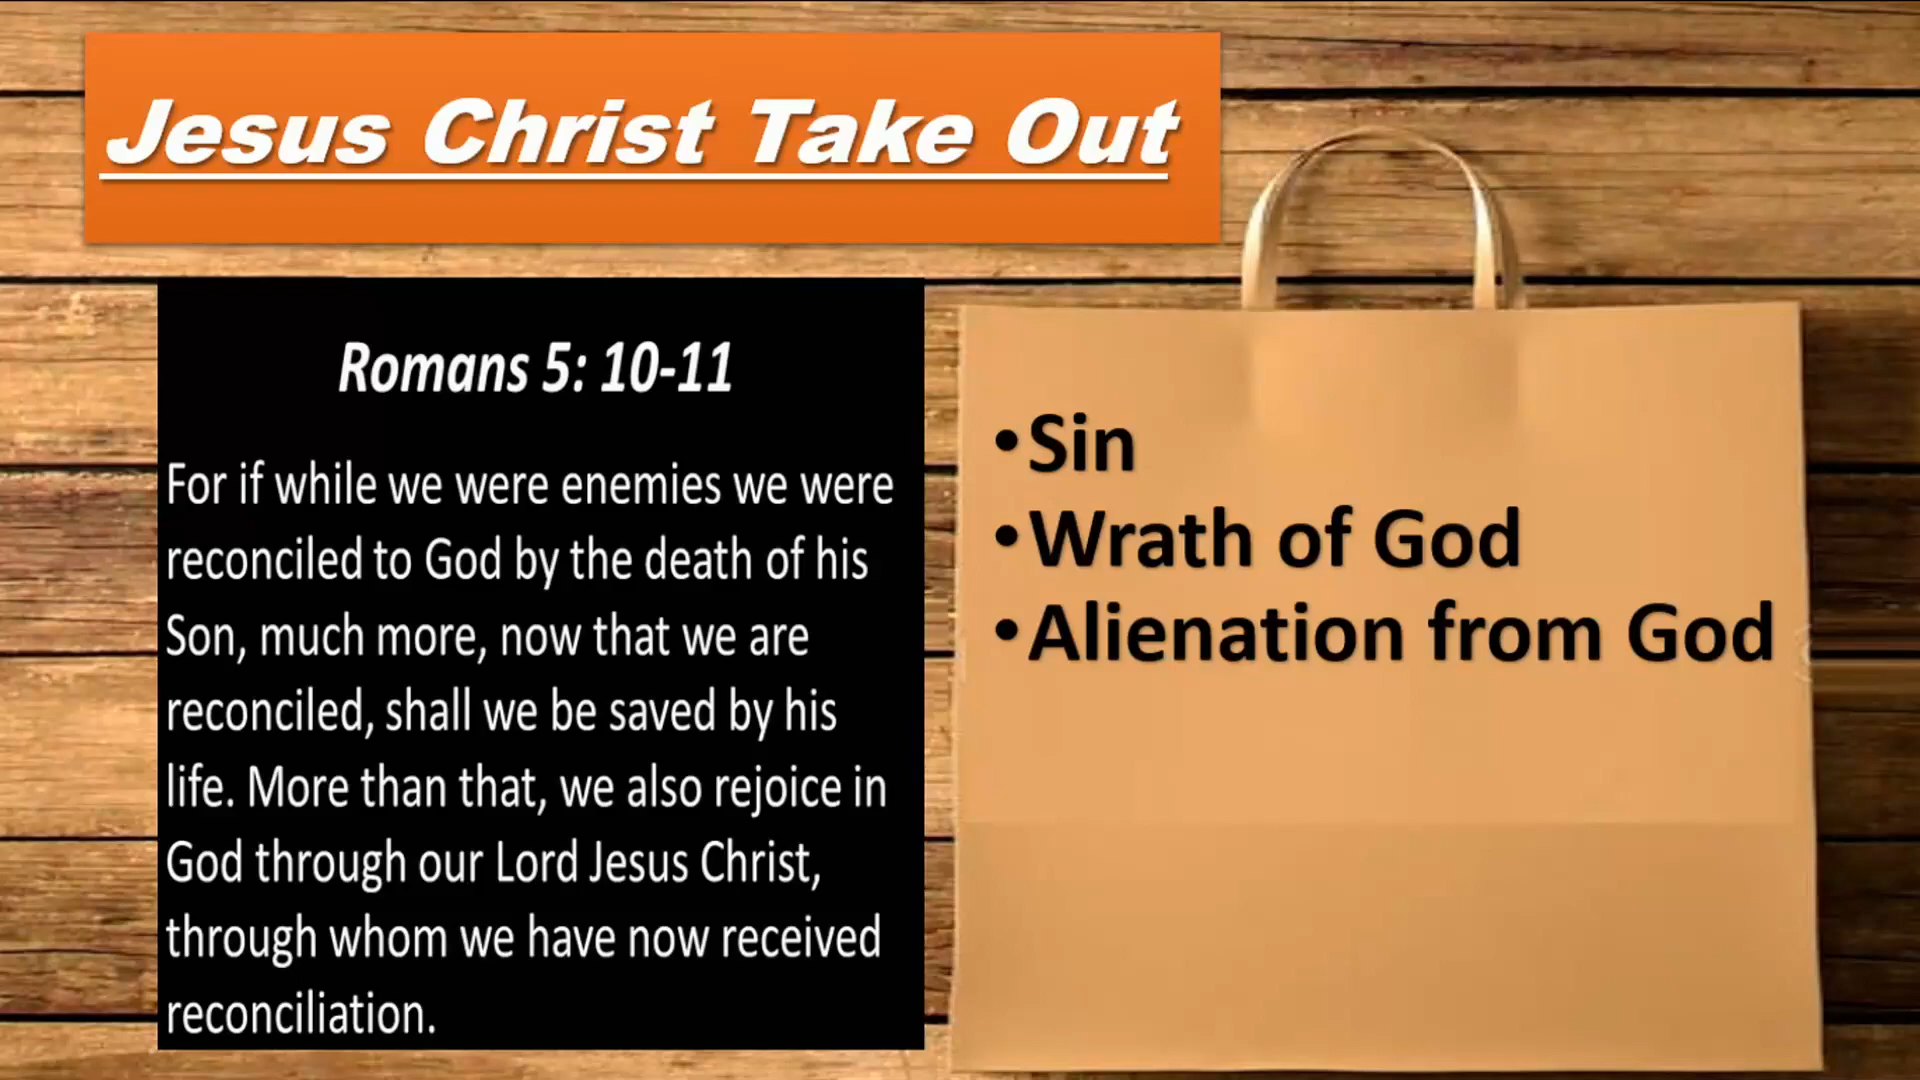 Jesus Christ Take Out
Romans 5: 10-11
For if while we were enemies we were
reconciled to God by the death of his
Son, much more, now that we are
reconciled, shall we be saved by his
life. More than that, we also rejoice in
God through our Lord Jesus Christ,
through whom we have now received
reconciliation.
•Sin
•Wrath of God
•Alienation from God